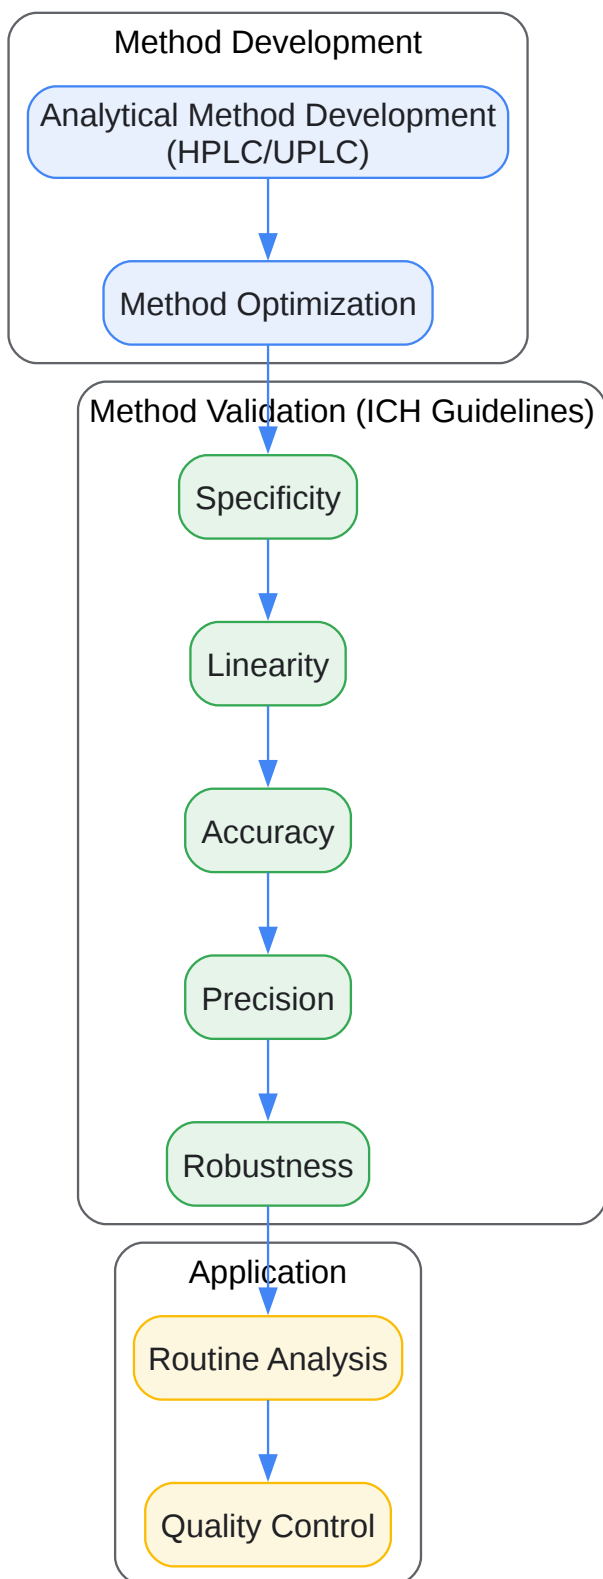 Method Development
Analytical Method Development
(HPLC/UPLC)
Method Optimization
Method Validation (ICH Guidelines)
Specificity
Linearity
Accuracy
Precision
Robustness
Application
Routine Analysis
Quality Control